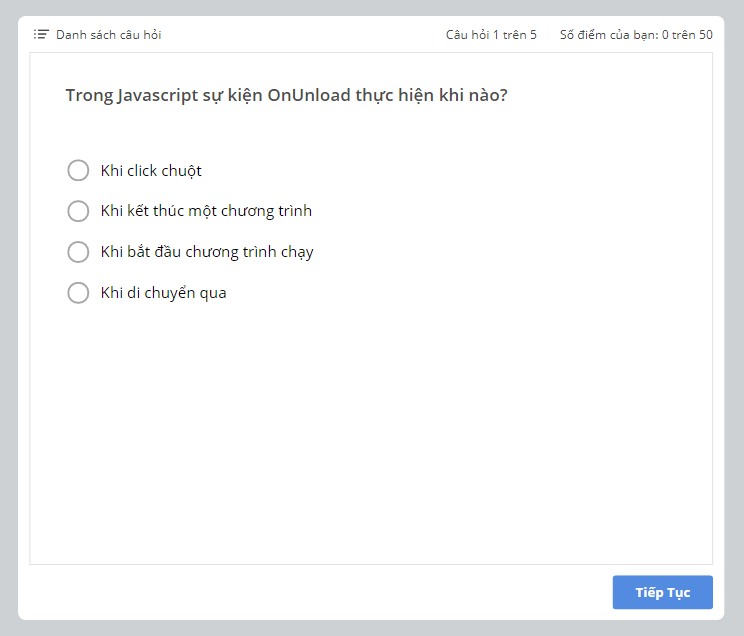 Danh sách câu hỏi Câu hỏi 1 trên 5 Số điểm của bạn: 0 trên 50
Trong Javascript sự kiện OnUnload thực hiện khi nào?
Khi click chuột
Khi kết thúc một chương trình
Khi bắt đầu chương trình chạy
Khi di chuyển qua
Tiếp Tục